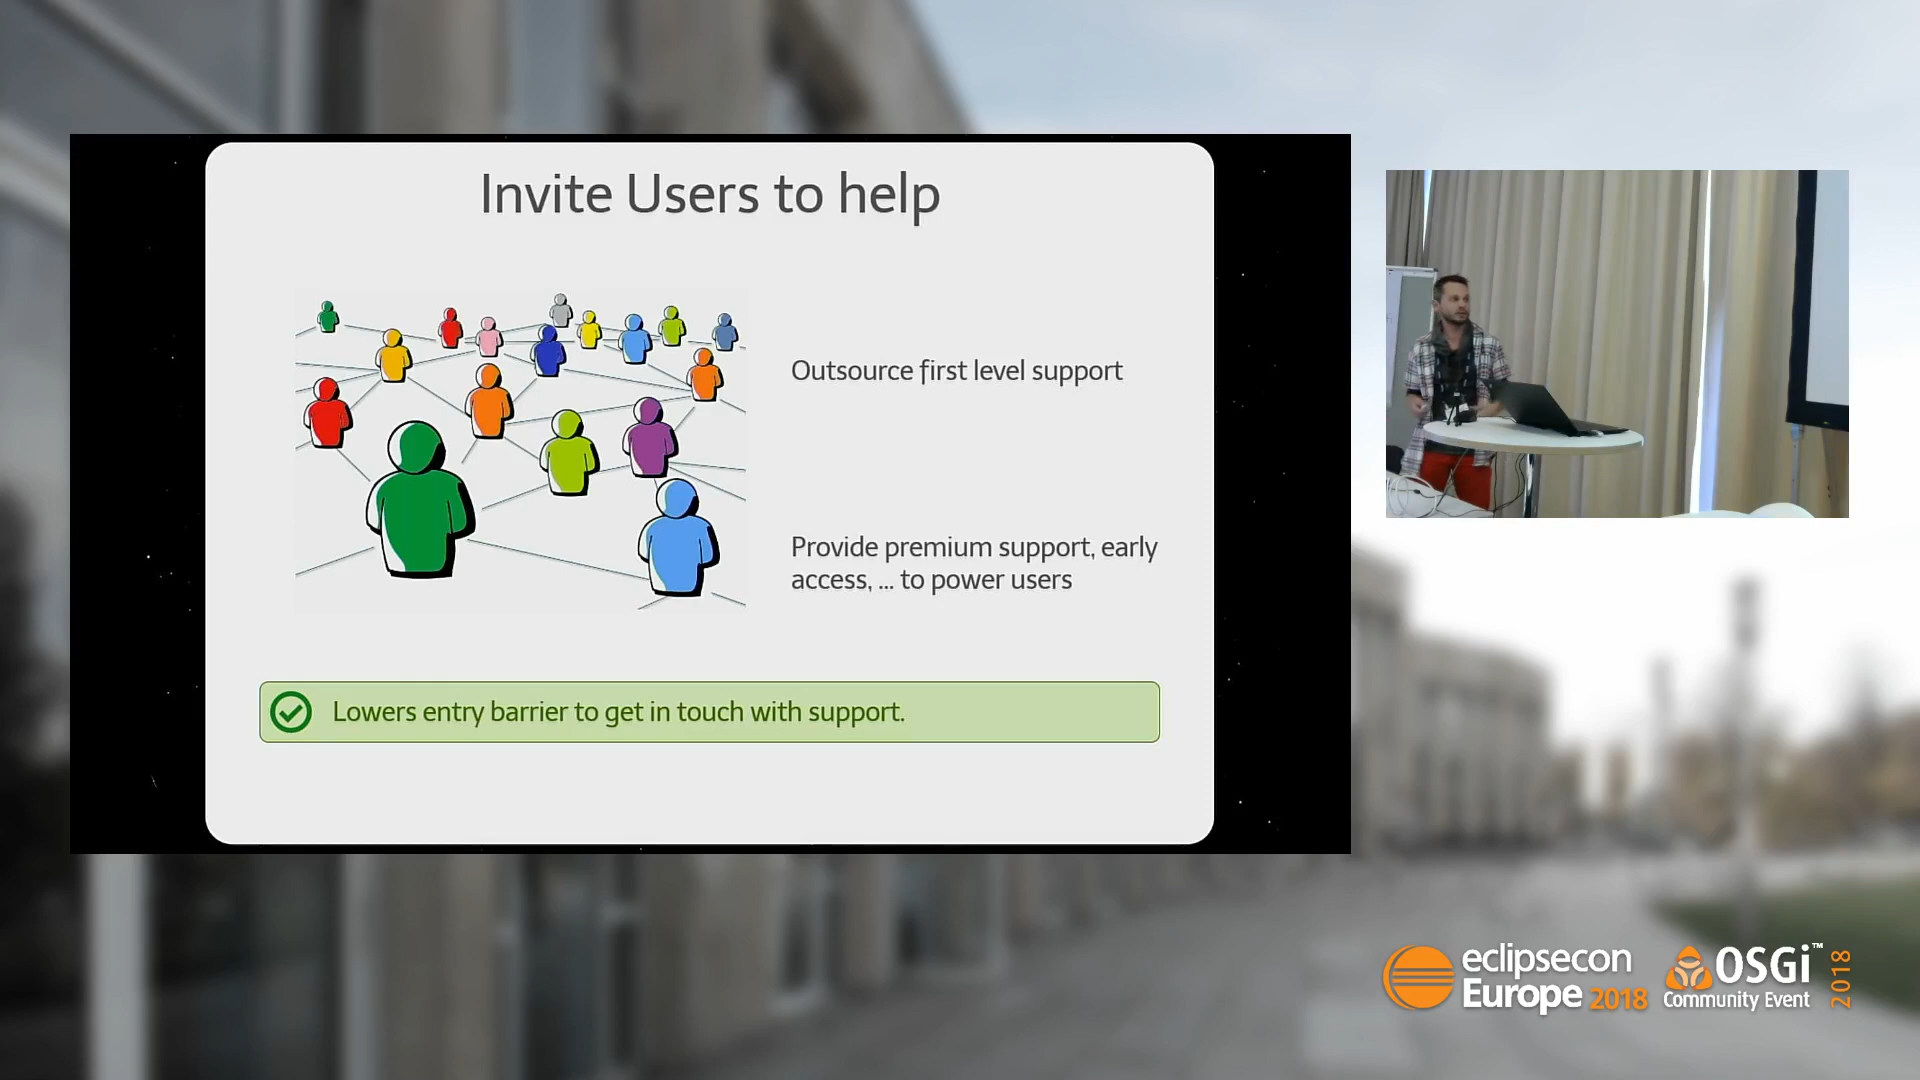 Invite Users to help
Outsource first level support
Provide premium support, early
access, ... to power users
Lowers entry barrier to get in touch with support.
eclipsecon
Europe 2018
OSGi™
Community Event
2018